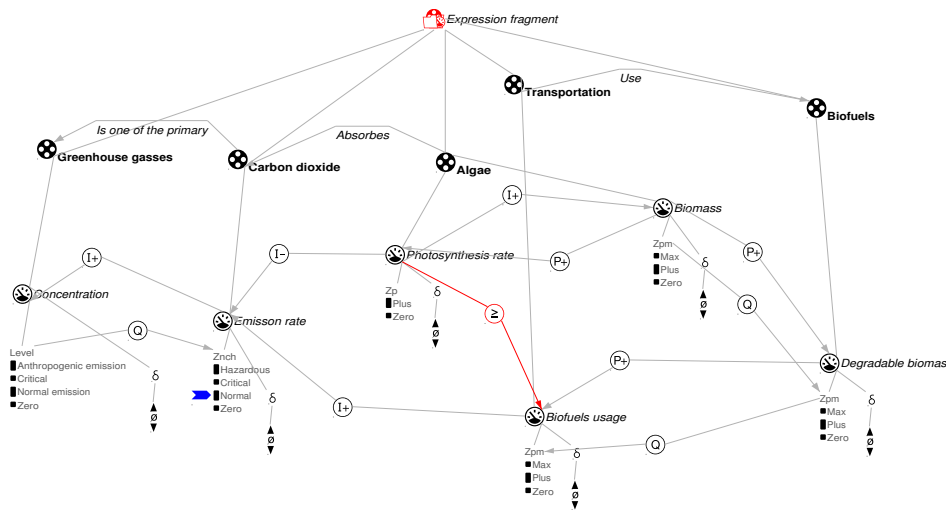 Expression fragment
Use
Transportation
Biofuels
Is one of the primary
Absorbes
Greenhouse gasses
Carbon dioxide
Algae
I+
Biomass
Zpm
Max
Plus
Zero
δ
ø
P+
I+
I-
Photosynthesis rate
P+
Zp
Plus
Zero
δ
ø
Q
Concentration
≥
Emisson rate
Q
Level
Anthropogenic emission
Critical
Normal emission
Zero
δ
ø
Znch
Hazardous
Critical
Normal
Zero
δ
ø
P+
Degradable biomas
I+
Biofuels usage
Zpm
Max
Plus
Zero
δ
ø
Q
Zpm
Max
Plus
Zero
δ
ø